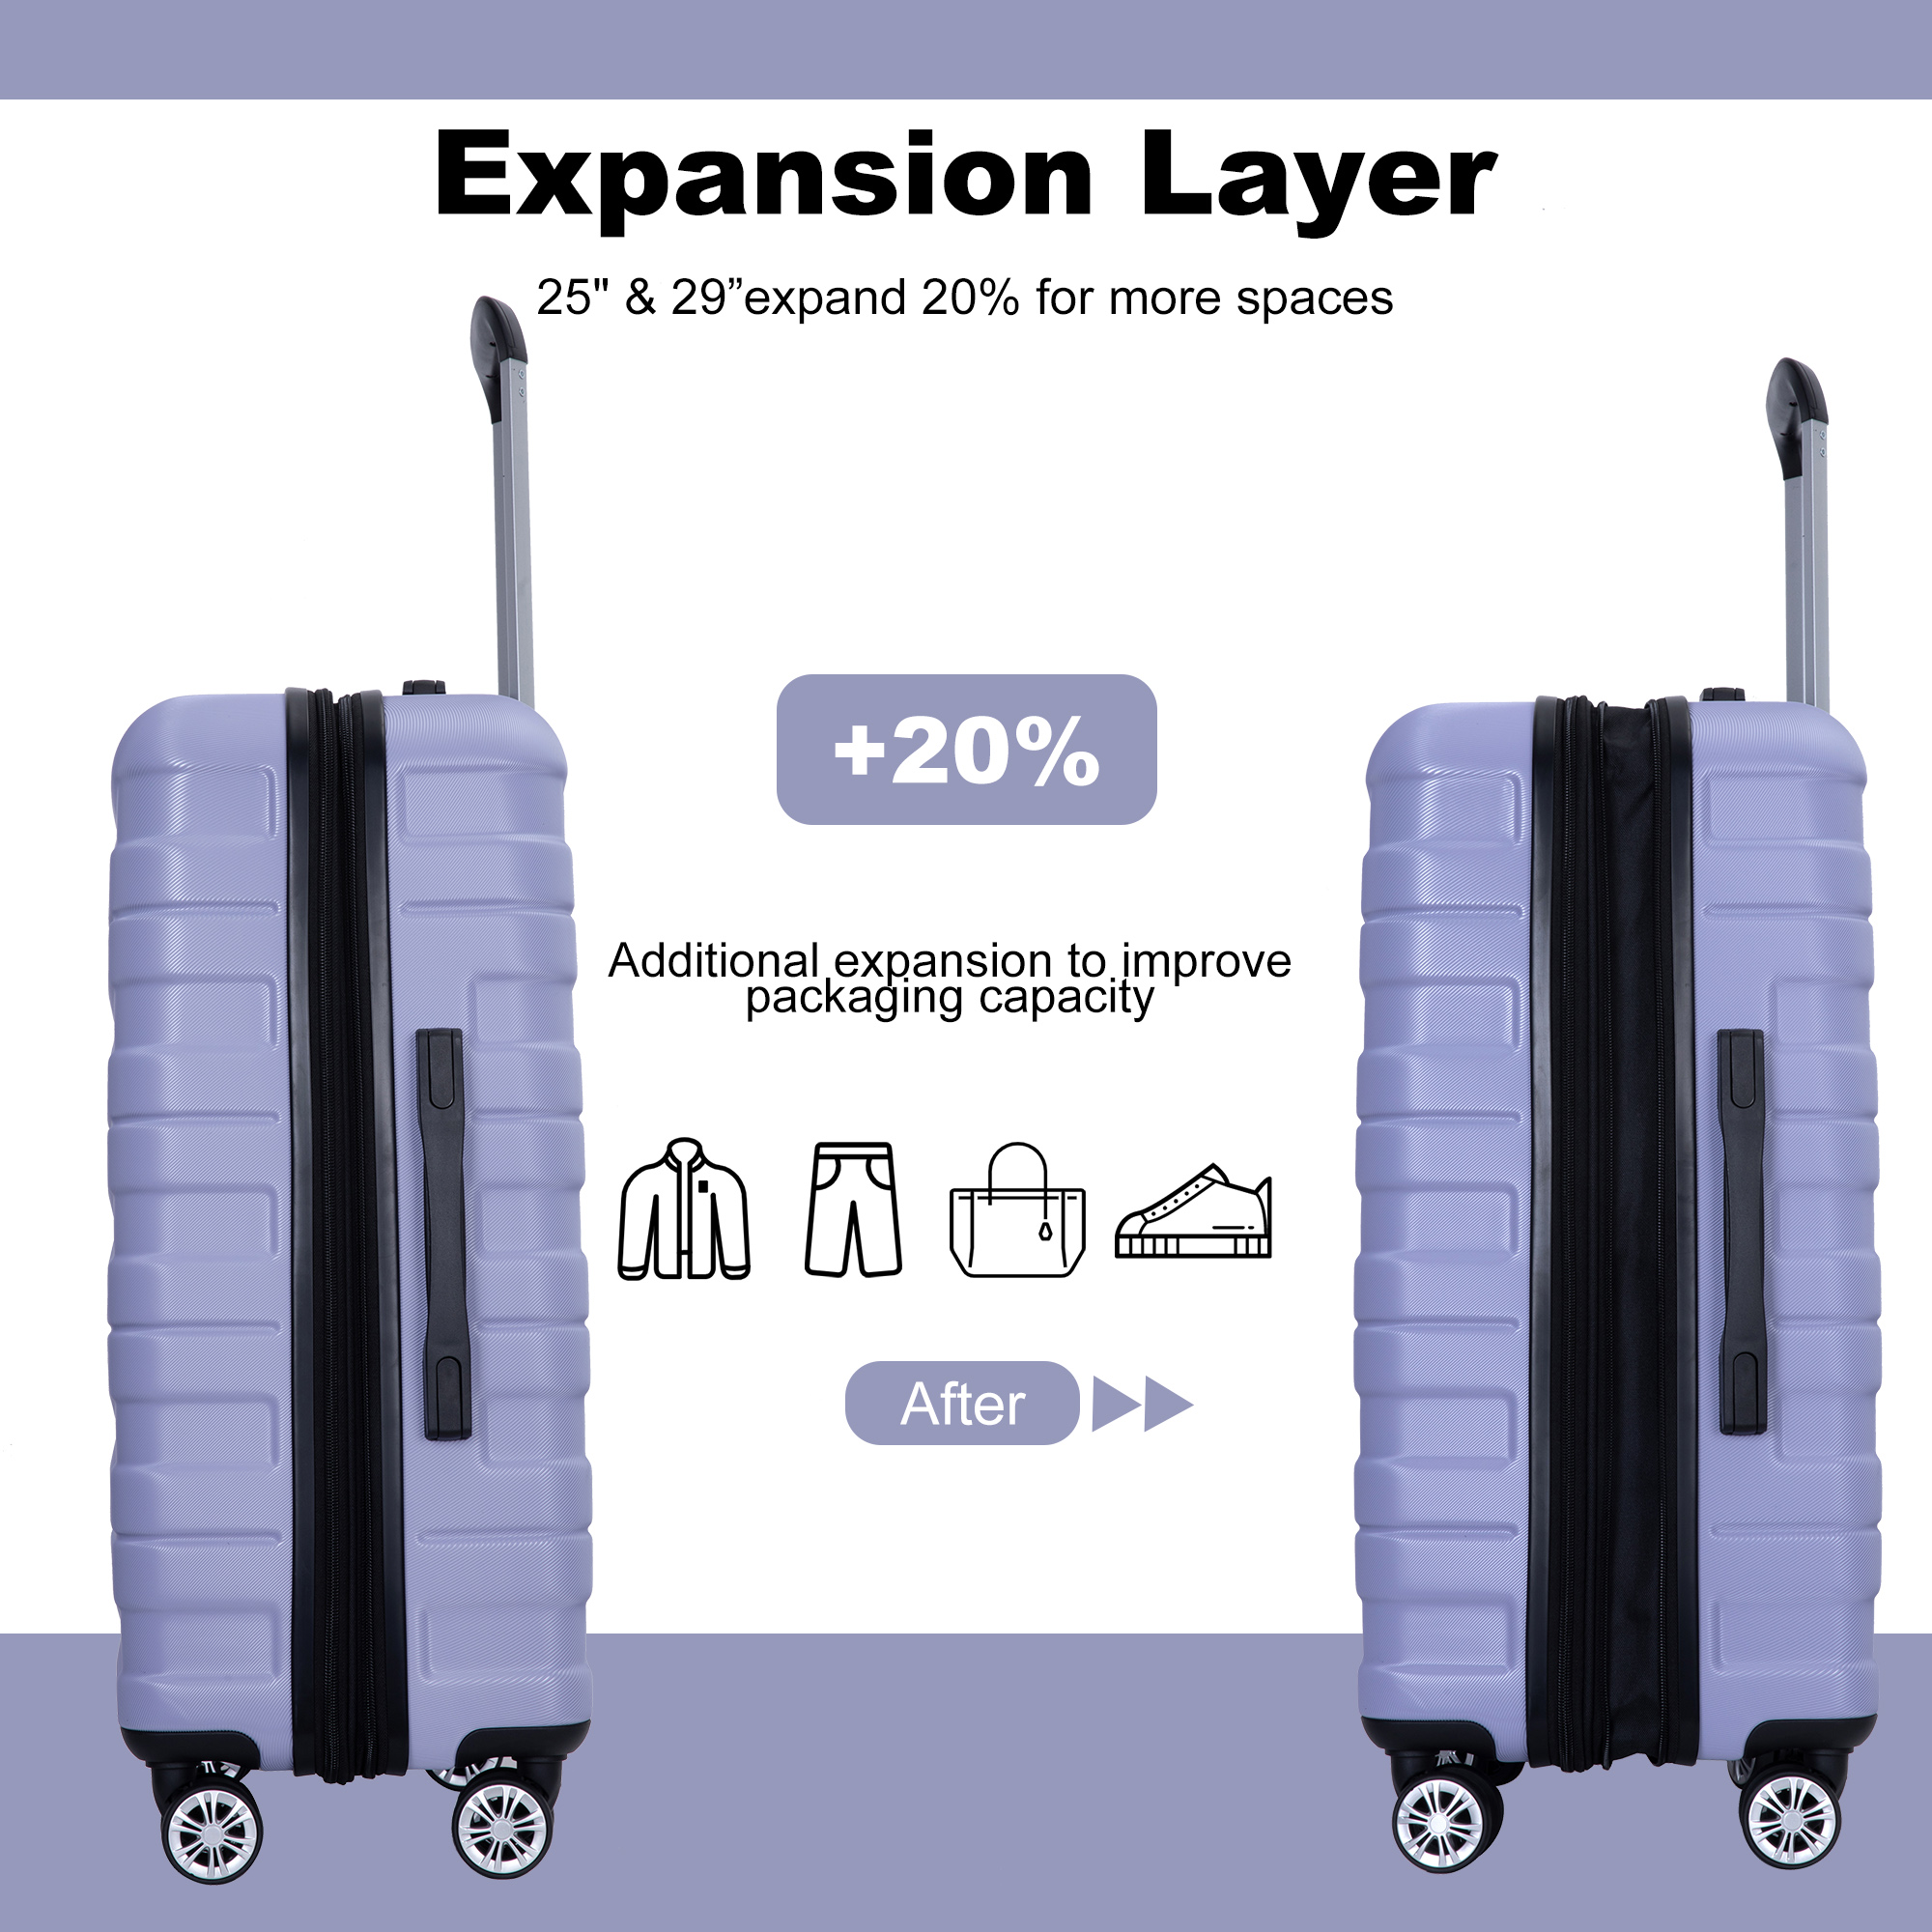 Expansion Layer
25" & 29”expand 20% for more spaces
+20%
Additional expansion to improve
packaging capacity
After